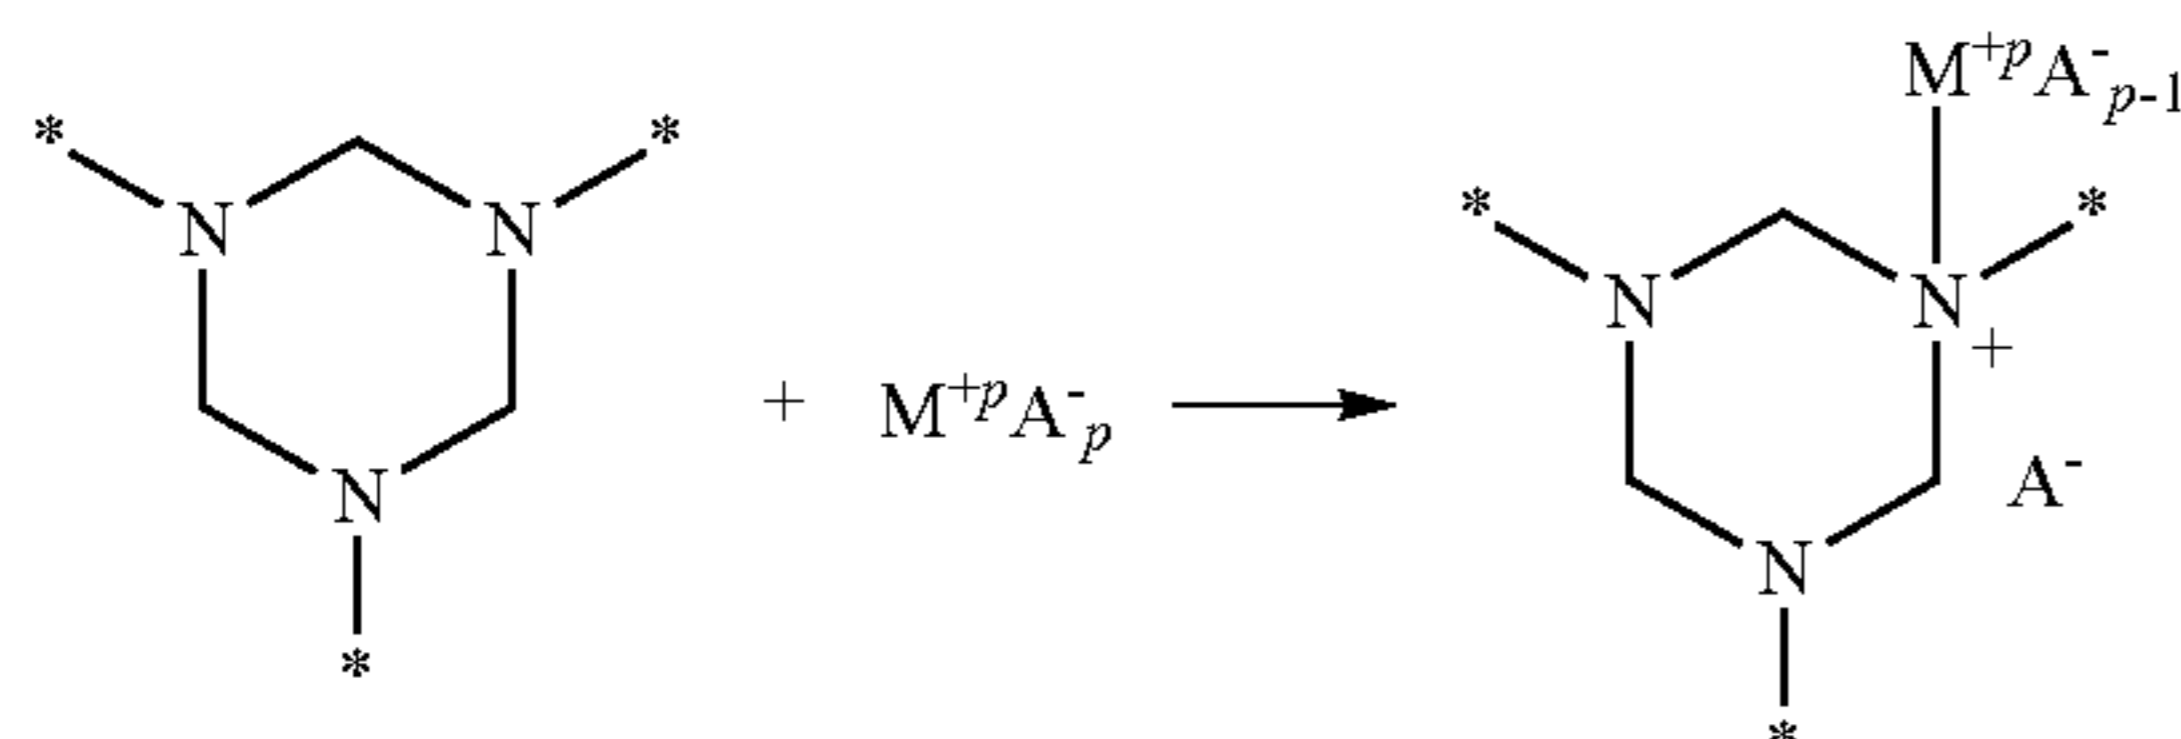 M⁺ᵖA⁻ₚ₋₁
* * * *
N N N N
+
+ M⁺ᵖA⁻ₚ A⁻
N N
* *